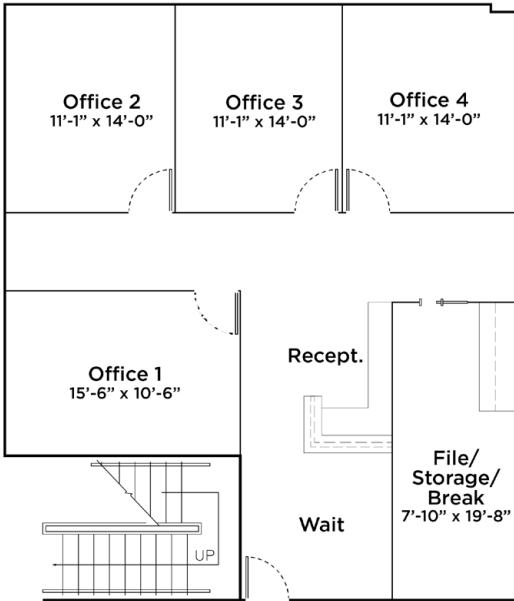 Office 2
11'-1" x 14'-0"
Office 3
11'-1" x 14'-0"
Office 4
11'-1" x 14'-0"
Office 1
15'-6" x 10'-6"
Recept.
File/
Storage/
Break
7'-10" x 19'-8"
Wait
UP